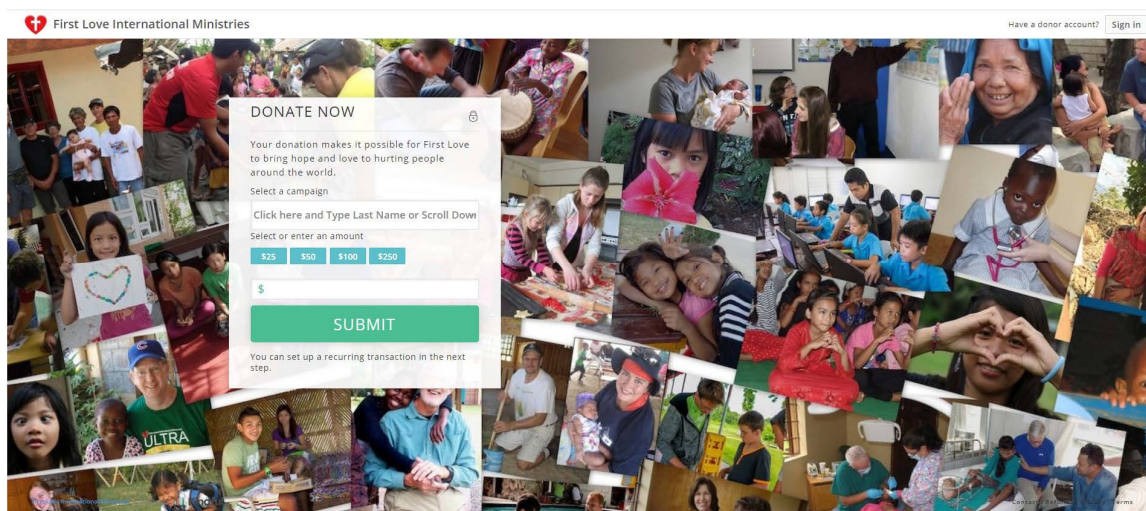 First Love International Ministries
Have a donor account? Sign in
DONATE NOW
Your donation makes it possible for First Love
to bring hope and love to hurting people
around the world.
Select a campaign
Click here and Type Last Name or Scroll Down
Select or enter an amount
$25 $50 $100 $250
$
SUBMIT
You can set up a recurring transaction in the next
step.
ULTRA
Contact
Terms